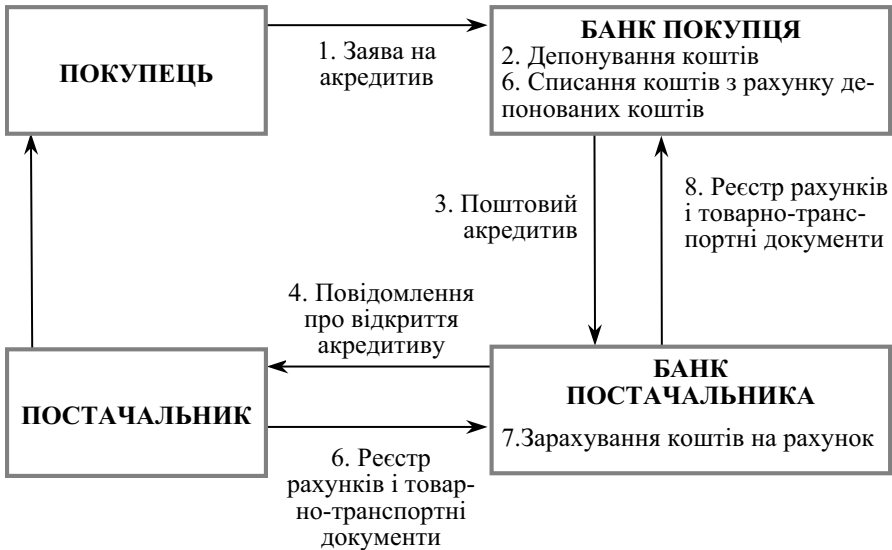 ПОКУПЕЦЬ
1. Заява на
акредитив
БАНК ПОКУПЦЯ
2. Депонування коштів
6. Списання коштів з рахунку де-
понованих коштів
3. Поштовий
акредитив
8. Реєстр рахунків
і товарно-транс-
портні документи
4. Повідомлення
про відкриття
акредитиву
ПОСТАЧАЛЬНИК
БАНК
ПОСТАЧАЛЬНИКА
7.Зарахування коштів на рахунок
6. Реєстр
рахунків і товар-
но-транспортні
документи